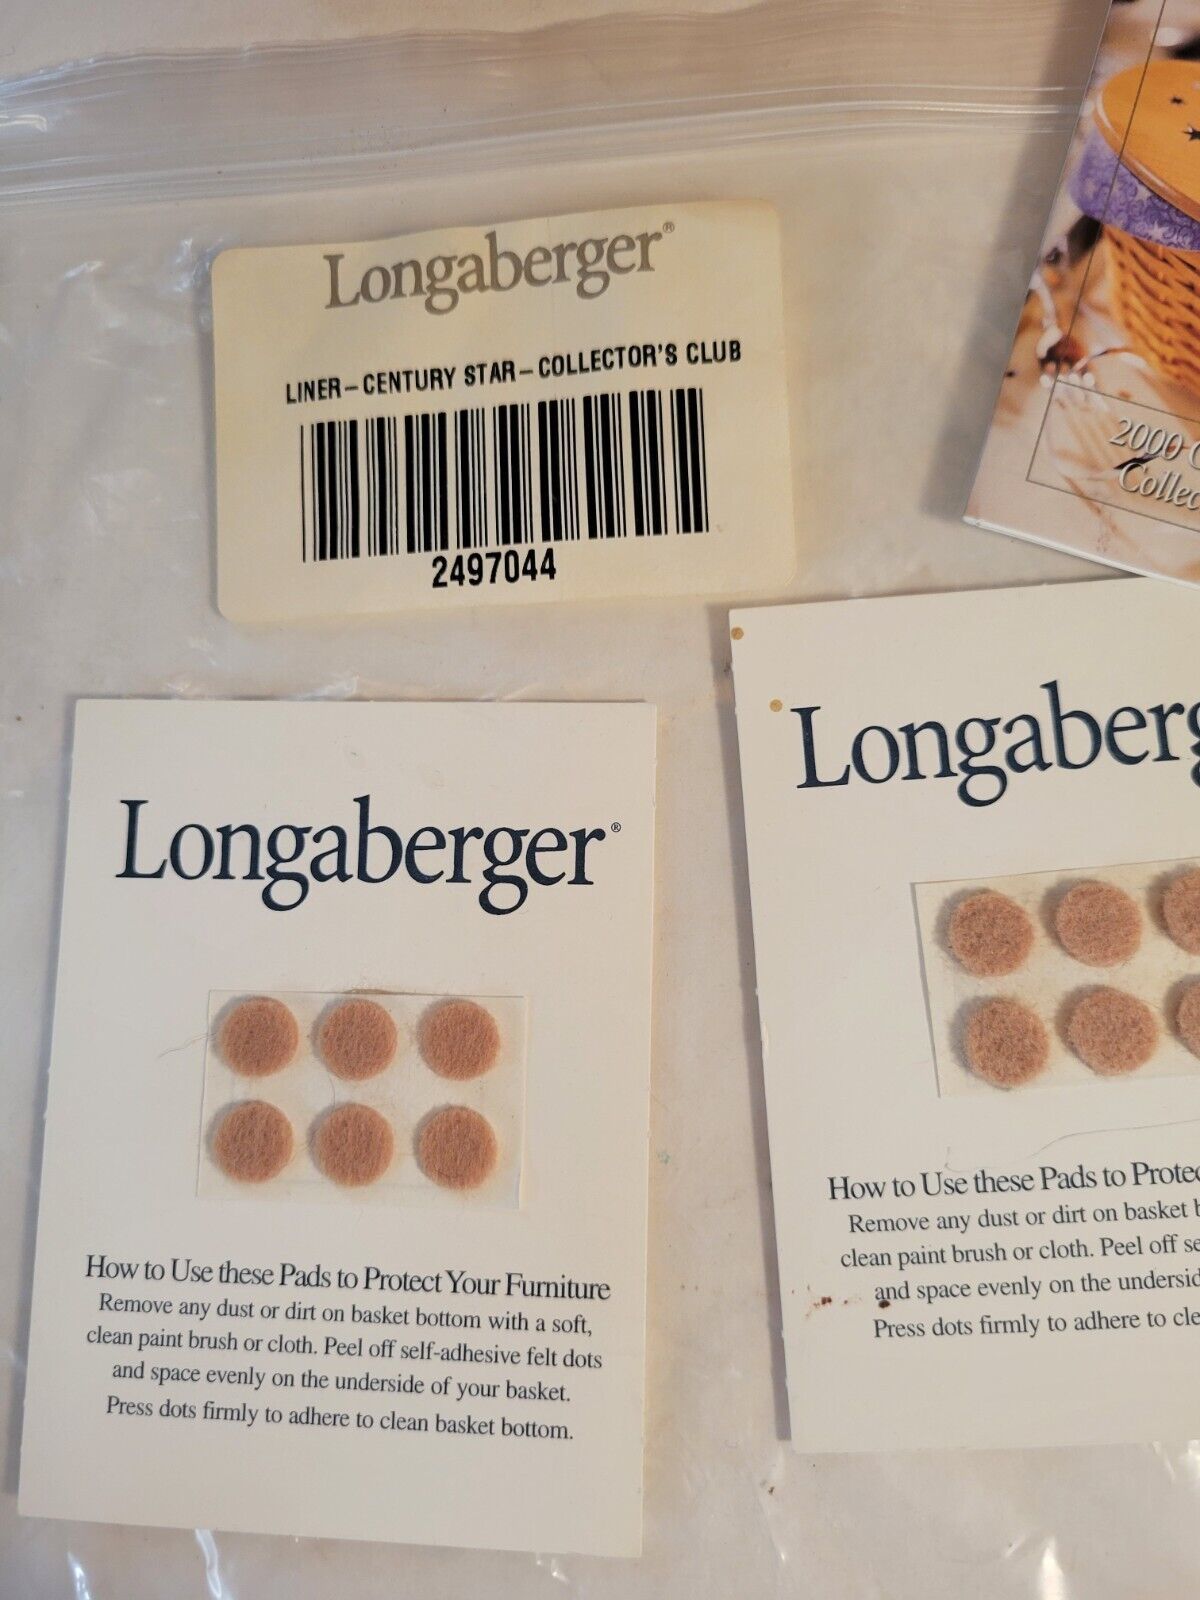 Longaberger®
LINER – CENTURY STAR – COLLECTOR'S CLUB
2497044
2000
Longaberger®
How to Use these Pads to Protect Your Furniture
Remove any dust or dirt on basket bottom with a soft,
clean paint brush or cloth. Peel off self-adhesive felt dots
and space evenly on the underside of your basket.
Press dots firmly to adhere to clean basket bottom.
Longaberg
How to Use these Pads to Protec
Remove any dust or dirt on basket b
clean paint brush or cloth. Peel off se
and space evenly on the undersid
Press dots firmly to adhere to cle